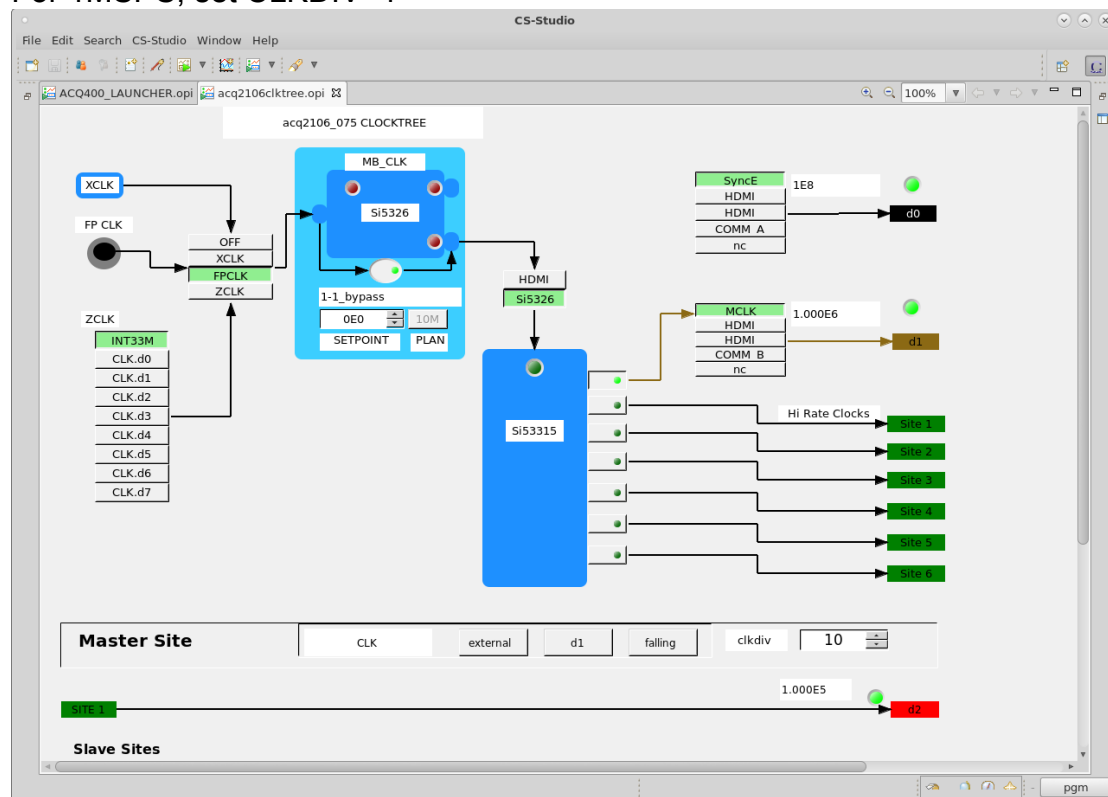 CS-Studio
File Edit Search CS-Studio Window Help
ACQ400_LAUNCHER.opi acq2106clktree.opi
100%
acq2106_075 CLOCKTREE
MB_CLK
XCLK
Si5326
SyncE
1E8
HDMI
HDMI
d0
COMM_A
nc
FP CLK
OFF
XCLK
FPCLK
ZCLK
HDMI
Si5326
1-1_bypass
0E0
10M
SETPOINT
PLAN
MCLK
1.000E6
HDMI
HDMI
d1
COMM_B
nc
ZCLK
INT33M
CLK.d0
CLK.d1
CLK.d2
CLK.d3
CLK.d4
CLK.d5
CLK.d6
CLK.d7
Si53315
Hi Rate Clocks
Site 1
Site 2
Site 3
Site 4
Site 5
Site 6
Master Site
CLK
external
d1
falling
clkdiv
10
1.000E5
SITE 1
d2
Slave Sites
pgm